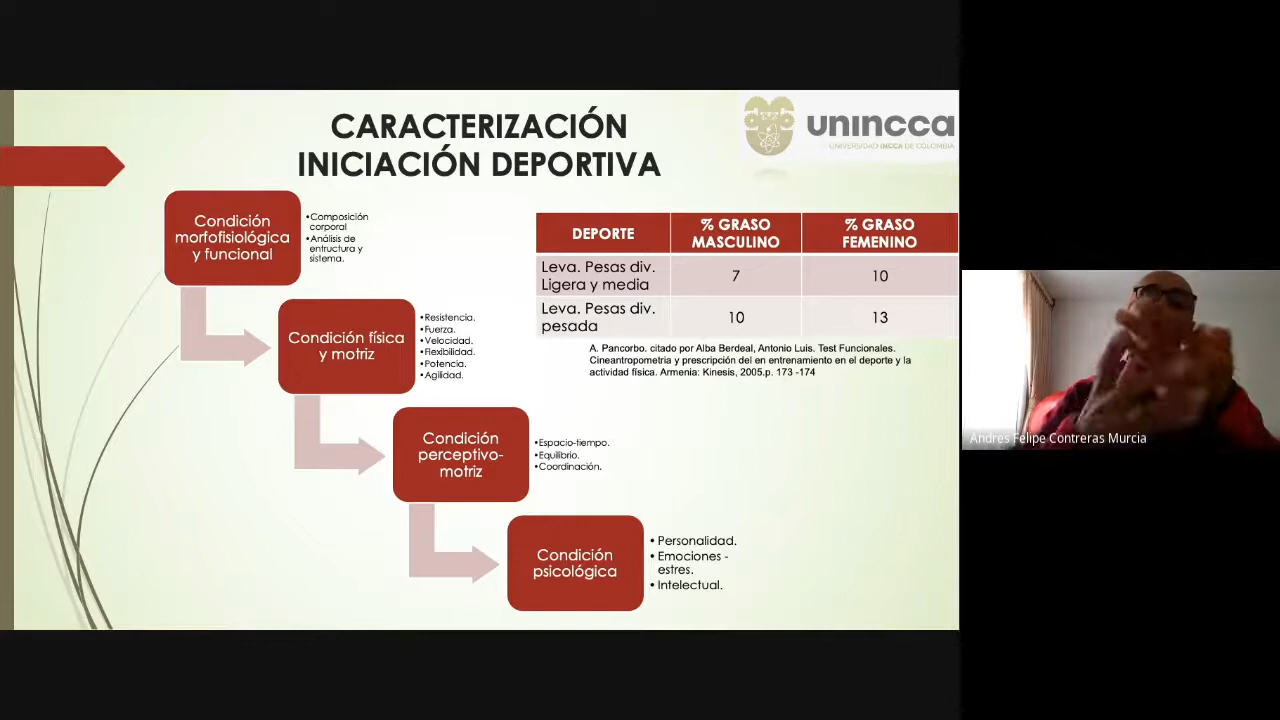 CARACTERIZACIÓN
INICIACIÓN DEPORTIVA
unincca
UNIVERSIDAD INCCA DE COLOMBIA
Condición
morfofisiológica
y funcional
•Composición
corporal
•Análisis de
entructura y
sistema.
Condición física
y motriz
•Resistencia.
•Fuerza.
•Velocidad.
•Flexibilidad.
•Potencia.
•Agilidad.
Condición
perceptivo-
motriz
•Espacio-tiempo.
•Equilibrio.
•Coordinación.
Condición
psicológica
• Personalidad.
• Emociones -
estres.
• Intelectual.
DEPORTE
% GRASO
MASCULINO
% GRASO
FEMENINO
Leva. Pesas div.
Ligera y media
7
10
Leva. Pesas div.
pesada
10
13
A. Pancorbo. citado por Alba Berdeal, Antonio Luis. Test Funcionales.
Cineantropometria y prescripción del en entrenamiento en el deporte y la
actividad física. Armenia: Kinesis, 2005.p. 173 -174
Andres Felipe Contreras Murcia